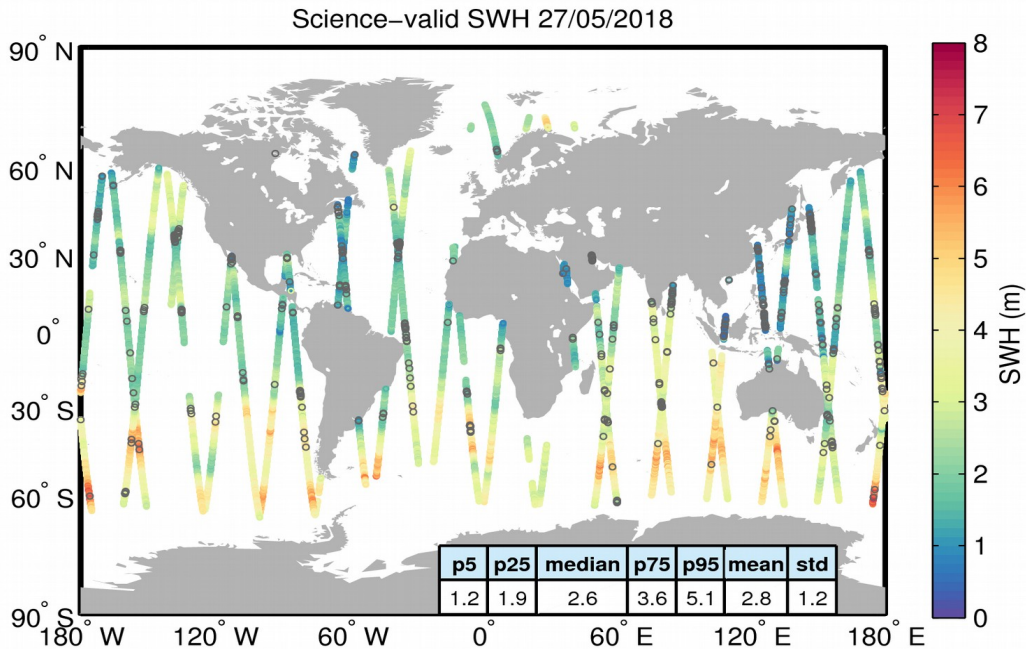 Science−valid SWH 27/05/2018
90° N
60° N
30° N
0°
30° S
60° S
90° S
180° W
120° W
60° W
0°
60° E
120° E
180° E
p5 p25 median p75 p95 mean std
1.2 1.9 2.6 3.6 5.1 2.8 1.2
8
7
6
5
4
3
2
1
0
SWH (m)